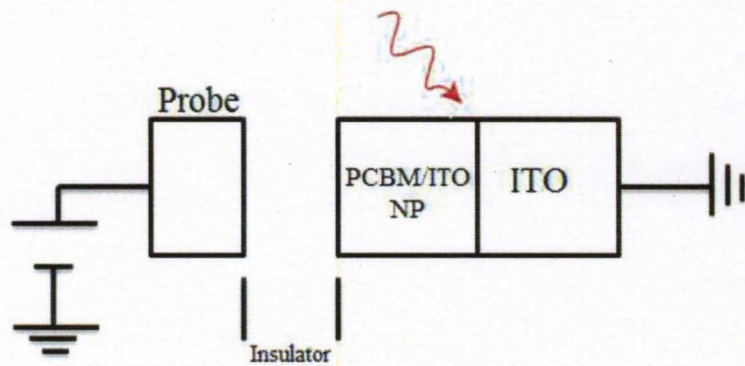 Probe
PCBM/ITO
NP
ITO
Insulator